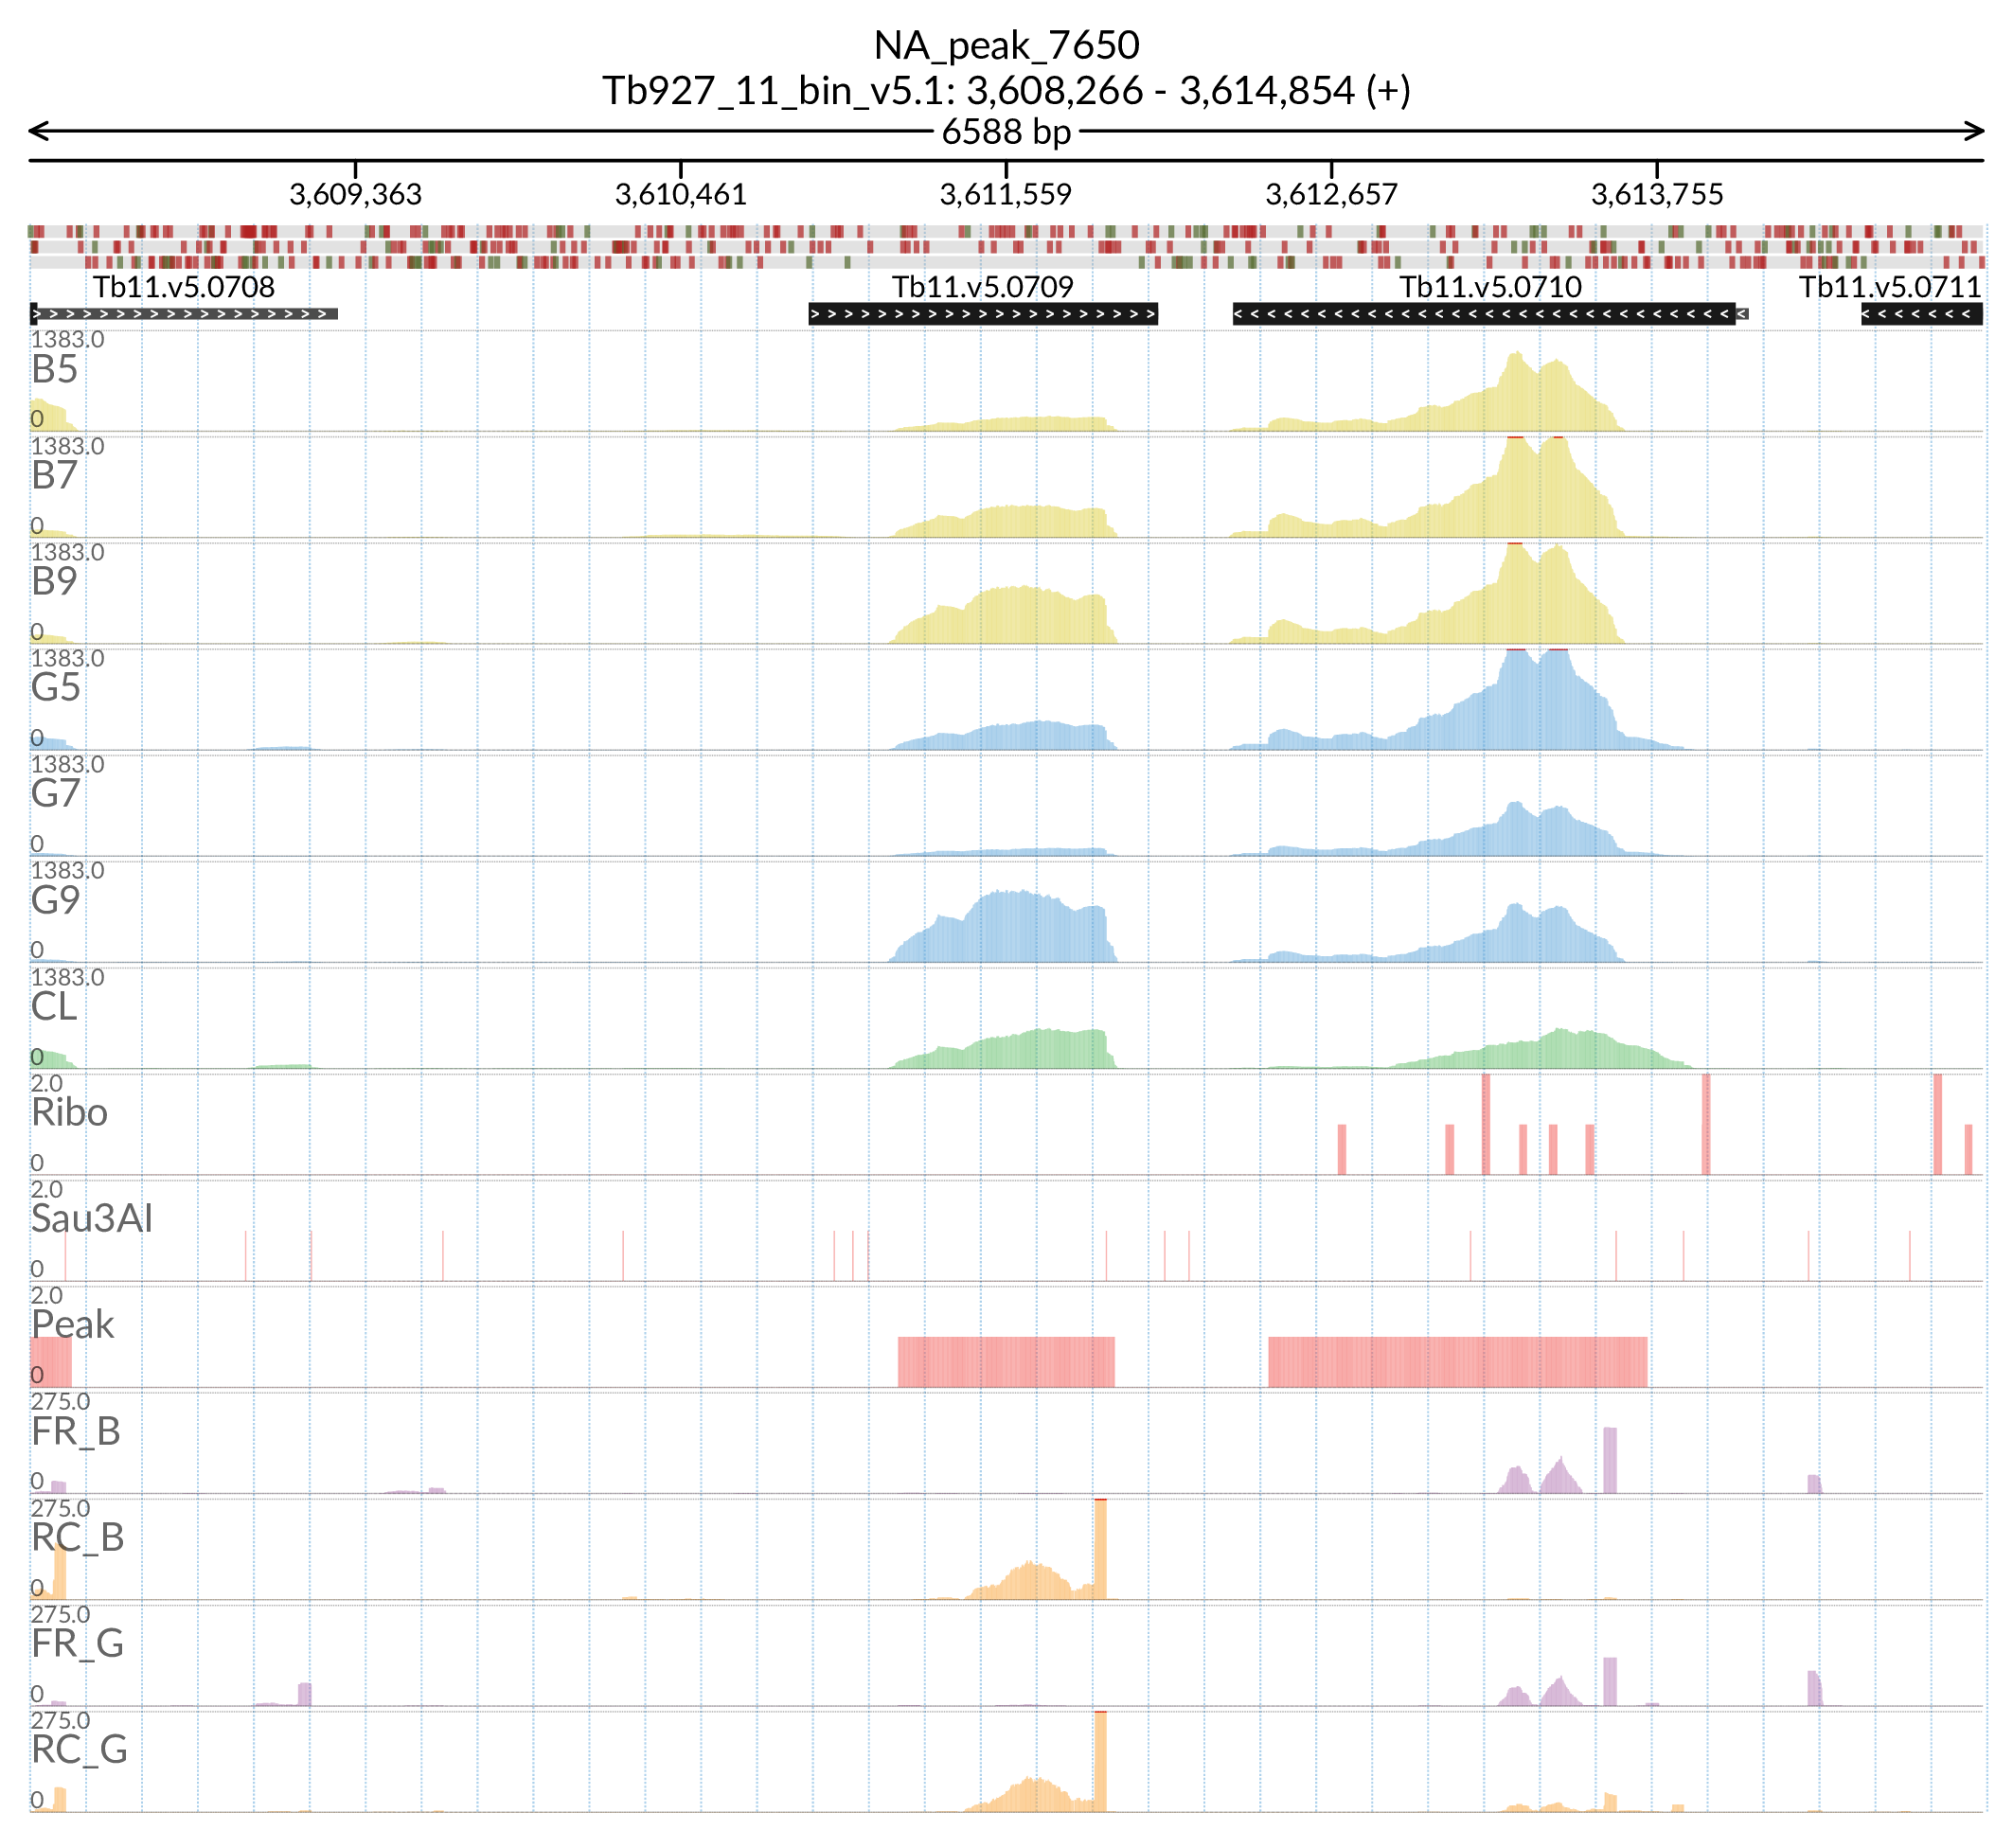 NA_peak_7650
Tb927_11_bin_v5.1: 3,608,266 - 3,614,854 (+)
6588 bp
3,609,363 3,610,461 3,611,559 3,612,657 3,613,755
Tb11.v5.0708 Tb11.v5.0709 Tb11.v5.0710 Tb11.v5.0711
1383.0
B5
0
1383.0
B7
0
1383.0
B9
0
1383.0
G5
0
1383.0
G7
0
1383.0
G9
0
1383.0
CL
0
2.0
Ribo
0
2.0
Sau3AI
0
2.0
Peak
0
275.0
FR_B
0
275.0
RC_B
0
275.0
FR_G
0
275.0
RC_G
0